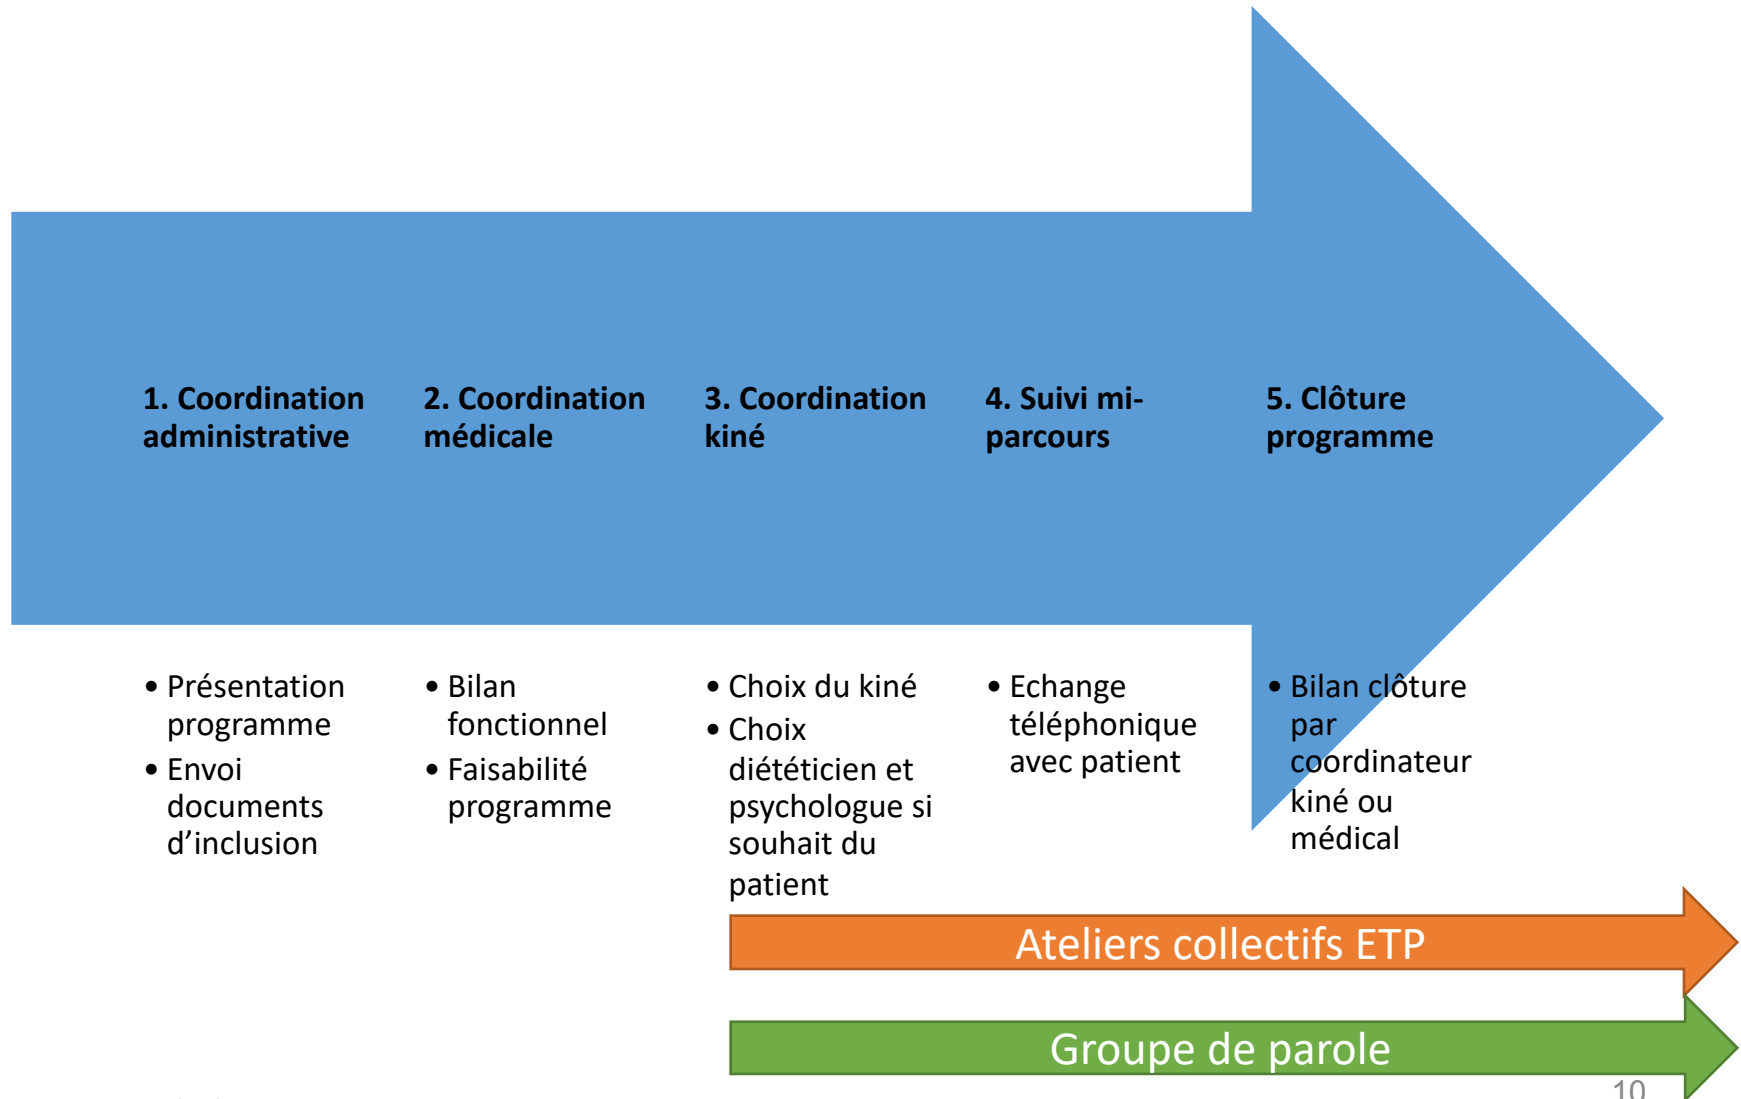 1. Coordination
administrative
2. Coordination
médicale
3. Coordination
kiné
4. Suivi mi-
parcours
5. Clôture
programme
• Présentation
programme
• Envoi
documents
d’inclusion
• Bilan
fonctionnel
• Faisabilité
programme
• Choix du kiné
• Choix
diététicien et
psychologue si
souhait du
patient
• Echange
téléphonique
avec patient
• Bilan clôture
par
coordinateur
kiné ou
médical
Ateliers collectifs ETP
Groupe de parole
10